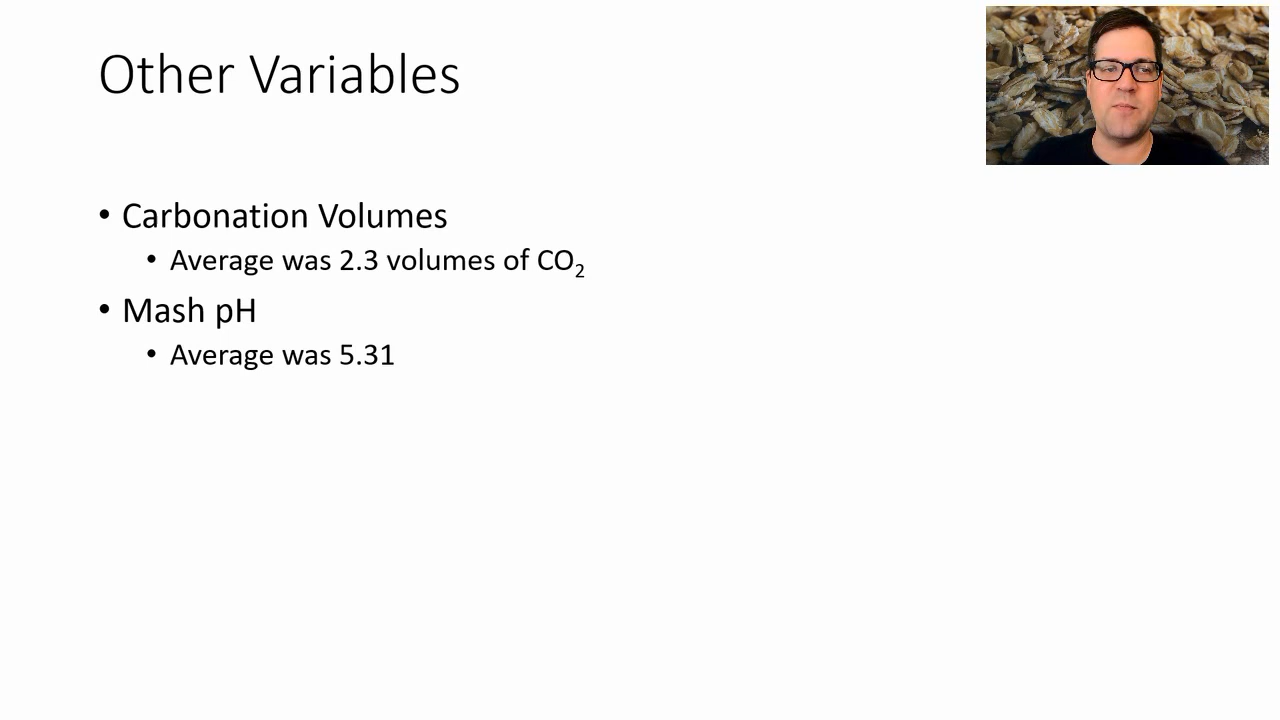 Other Variables
• Carbonation Volumes
• Average was 2.3 volumes of CO₂
• Mash pH
• Average was 5.31